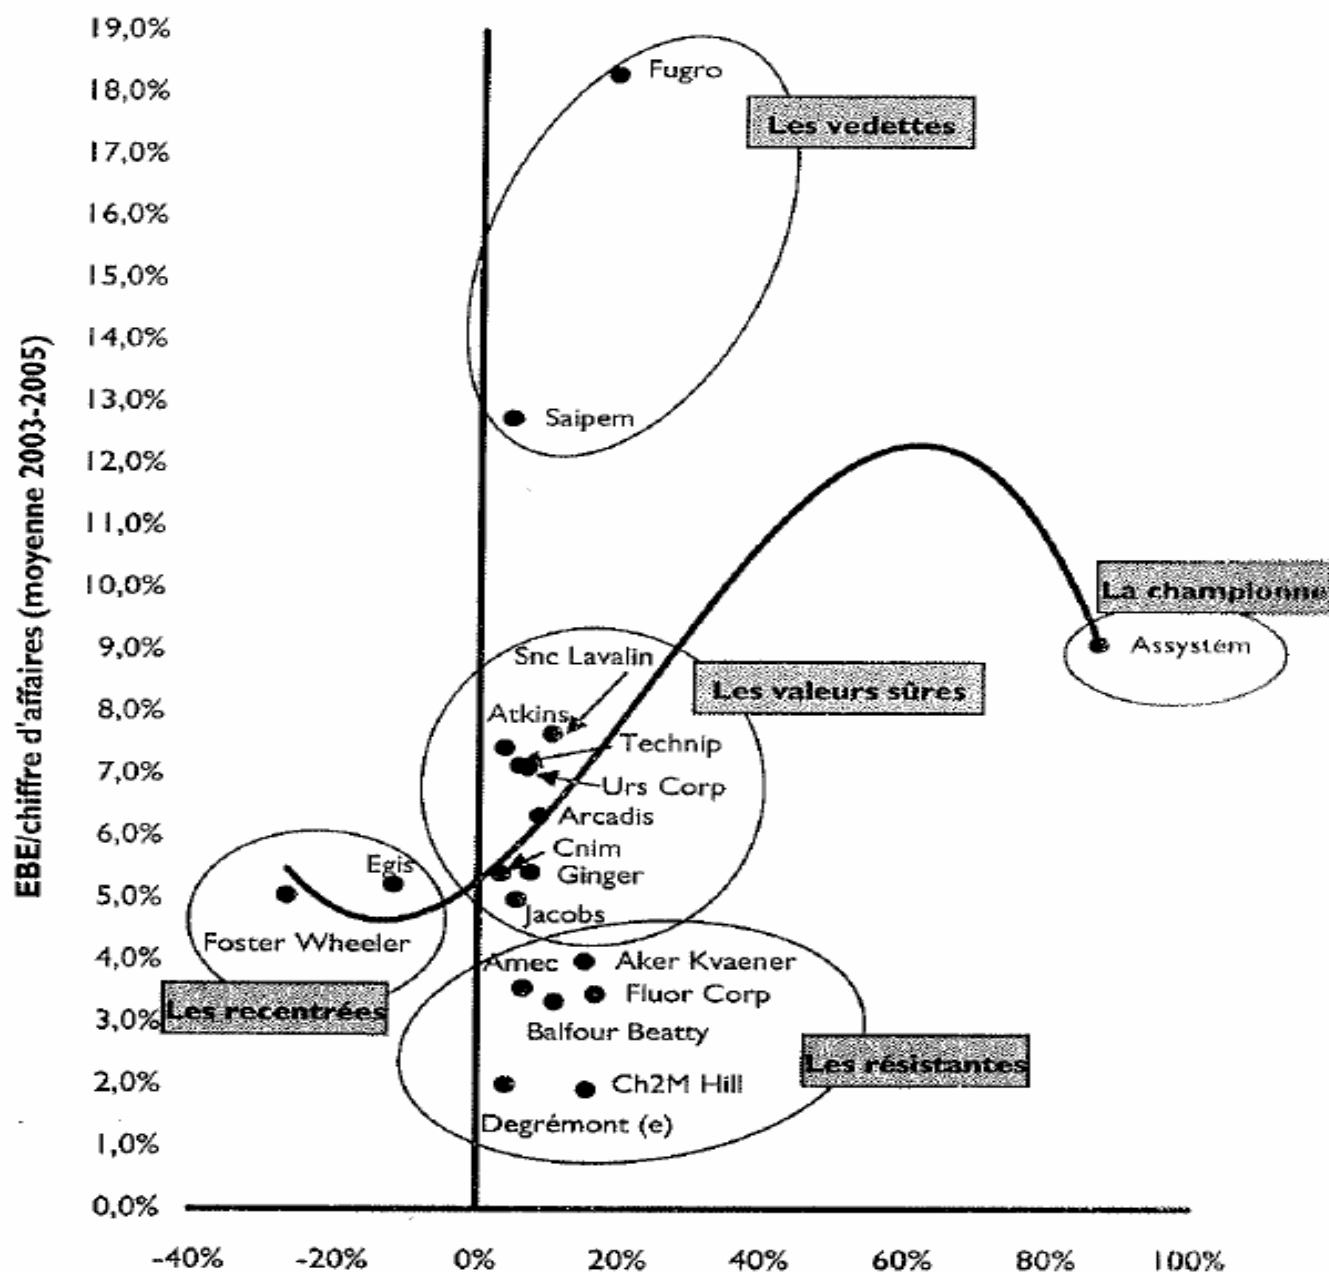 EBE/chiffre d'affaires (moyenne 2003-2005)
19,0%
18,0%
17,0%
16,0%
15,0%
14,0%
13,0%
12,0%
11,0%
10,0%
9,0%
8,0%
7,0%
6,0%
5,0%
4,0%
3,0%
2,0%
1,0%
0,0%
Fugro
Les vedettes
Saipem
La championne
Assystem
Snc Lavalin
Les valeurs sûres
Atkins
Technip
Urs Corp
Arcadis
Cnim
Egis
Ginger
Jacobs
Foster Wheeler
Amec
Aker Kvaener
Fluor Corp
Les recentrées
Balfour Beatty
Les résistantes
Ch2M Hill
Degrémont (e)
-40%
-20%
0%
20%
40%
60%
80%
100%